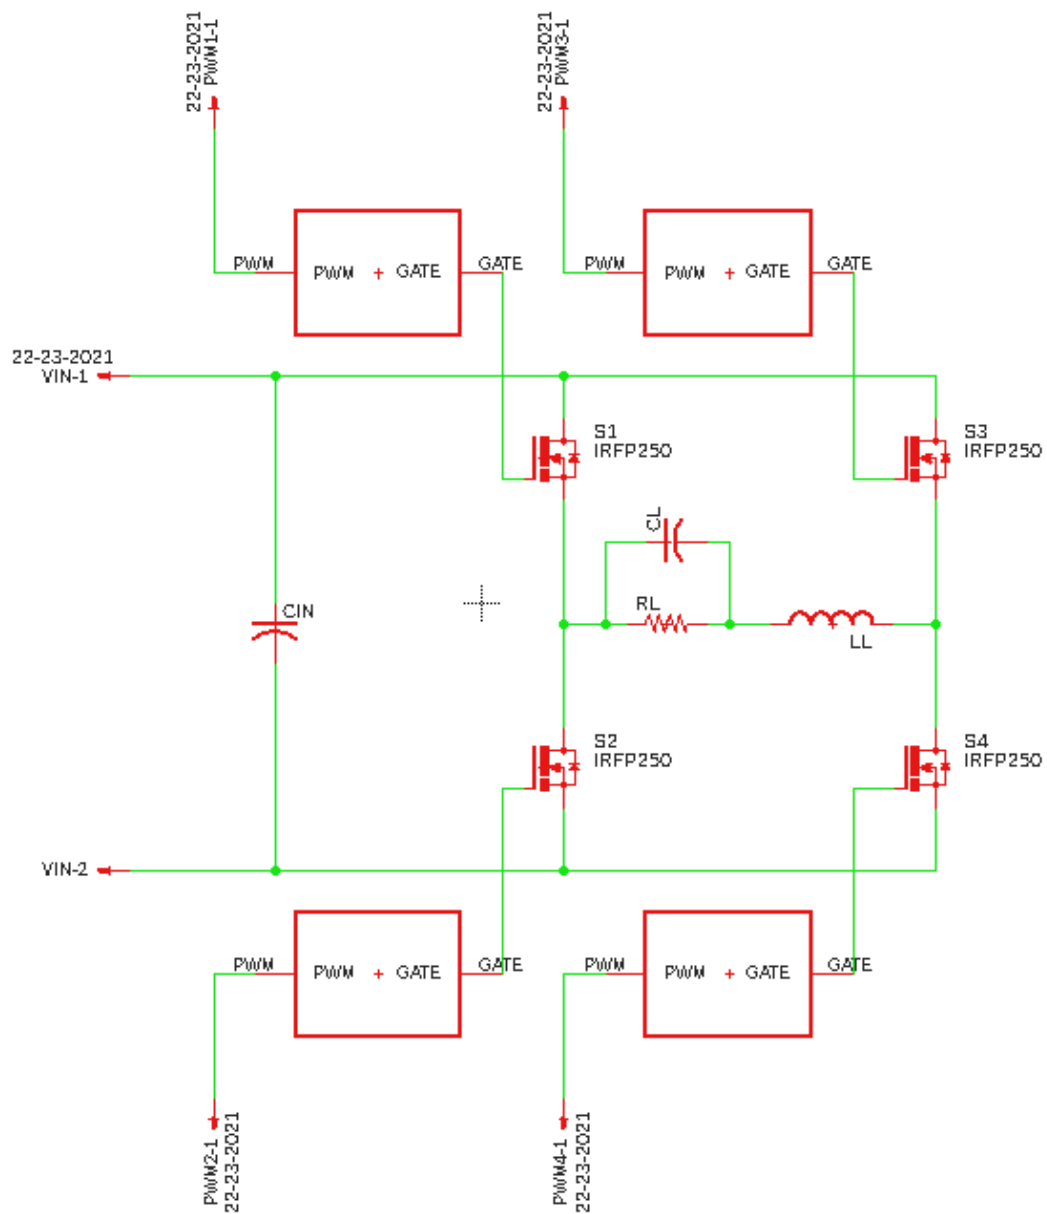 22-23-2021
PWM1-1
22-23-2021
PWM3-1
PWM
PWM
GATE
GATE
PWM
PWM
GATE
GATE
22-23-2021
VIN-1
S1
IRFP250
S3
IRFP250
CL
CIN
RL
LL
S2
IRFP250
S4
IRFP250
VIN-2
PWM
PWM
GATE
GATE
PWM
PWM
GATE
GATE
PWM2-1
22-23-2021
PWM4-1
22-23-2021